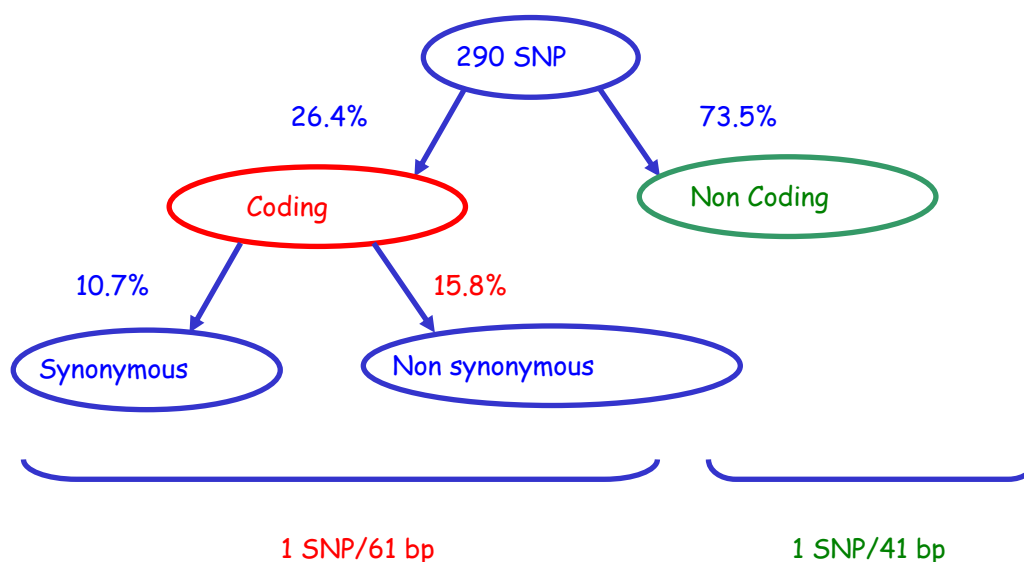 290 SNP
26.4%
73.5%
Coding
Non Coding
10.7%
15.8%
Synonymous
Non synonymous
1 SNP/61 bp
1 SNP/41 bp